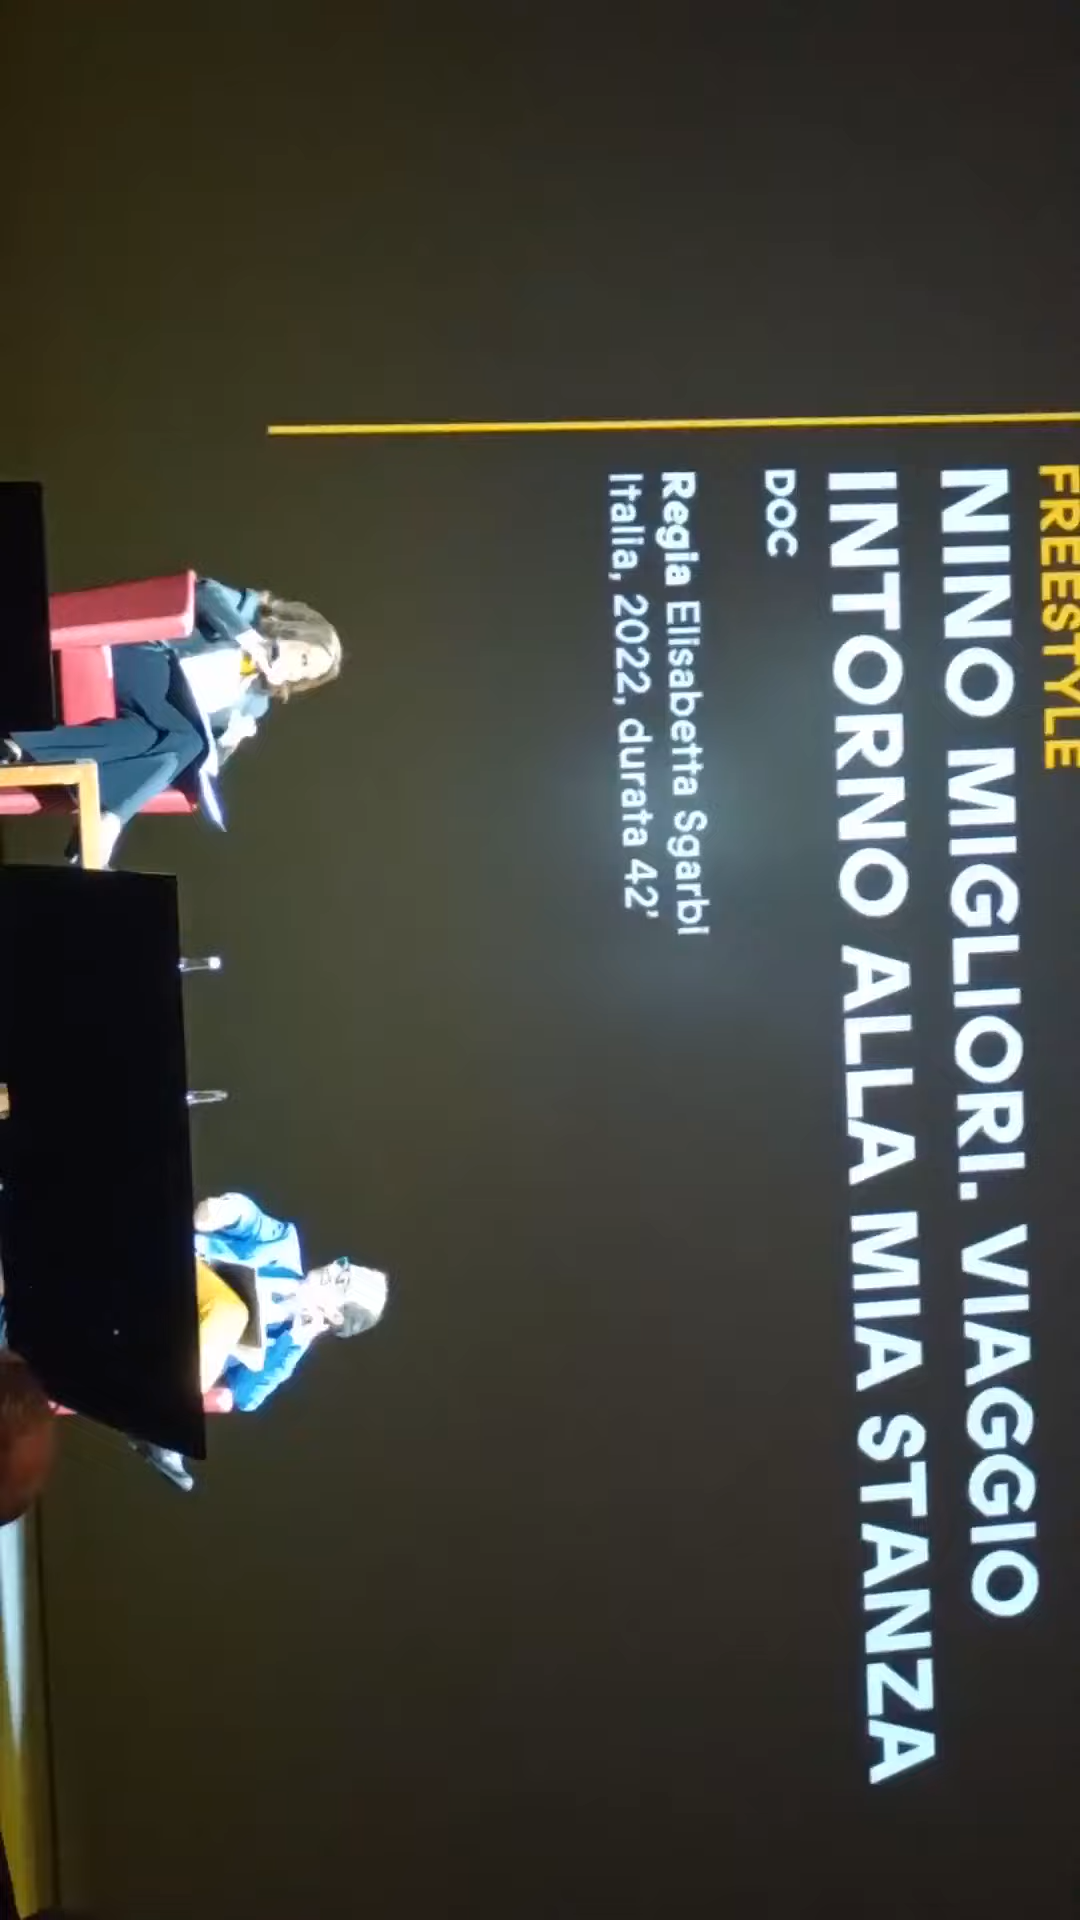 FREESTYLE
NINO MIGLIORI. VIAGGIO
INTORNO ALLA MIA STANZA
DOC
Regia Elisabetta Sgarbi
Italia, 2022, durata 42'